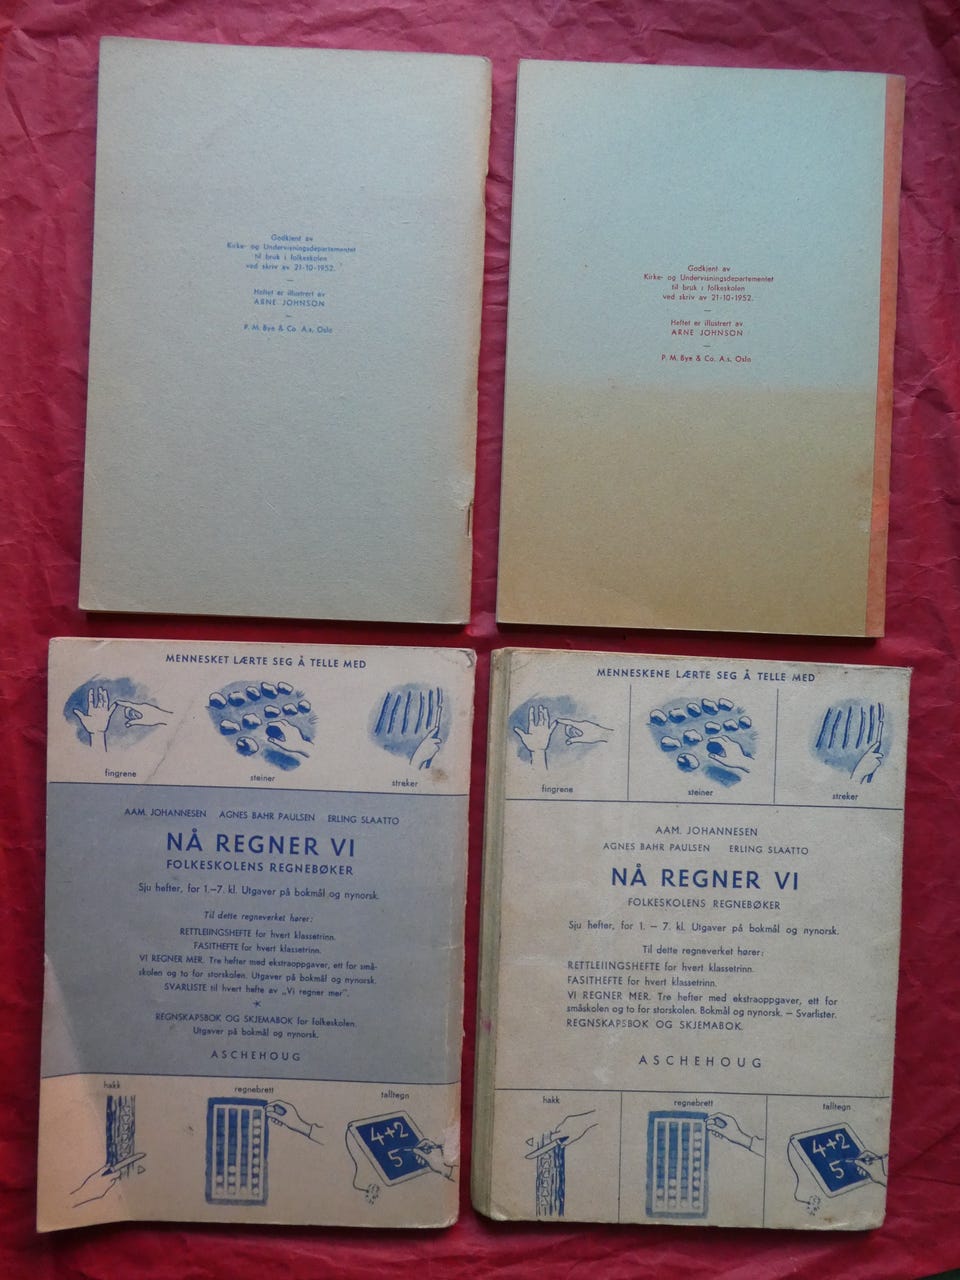 Godkjent av
Kirke- og Undervisningsdepartementet
til bruk i folkeskolen
ved skriv av 21-10-1952.
—
Heftet er illustrert av
ARNE JOHNSON
—
P. M. Bye & Co. A.s, Oslo
Godkjent av
Kirke- og Undervisningsdepartementet
til bruk i folkeskolen
ved skriv av 21-10-1952.
—
Heftet er illustrert av
ARNE JOHNSON
—
P. M. Bye & Co. A.s, Oslo
MENNESKET LÆRTE SEG Å TELLE MED
fingrene
steiner
streker
AAM. JOHANNESEN AGNES BAHR PAULSEN ERLING SLAATTO
NÅ REGNER VI
FOLKESKOLENS REGNEBØKER
Sju hefter, for 1.—7. kl. Utgaver på bokmål og nynorsk.
Til dette regneverket hører:
RETTLEIINGSHEFTE for hvert klassetrinn.
FASITHEFTE for hvert klassetrinn.
VI REGNER MER. Tre hefter med ekstraoppgaver, ett for små-
skolen og to for storskolen. Utgaver på bokmål og nynorsk.
SVARLISTE til hvert hefte av „Vi regner mer".
*
REGNSKAPSBOK OG SKJEMABOK for folkeskolen.
Utgaver på bokmål og nynorsk.
ASCHEHOUG
hakk
regnebrett
talltegn
4+2
5
MENNESKENE LÆRTE SEG Å TELLE MED
fingrene
steiner
streker
AAM. JOHANNESEN
AGNES BAHR PAULSEN ERLING SLAATTO
NÅ REGNER VI
FOLKESKOLENS REGNEBØKER
Sju hefter, for 1. — 7. kl. Utgaver på bokmål og nynorsk.
Til dette regneverket hører:
RETTLEIINGSHEFTE for hvert klassetrinn.
FASITHEFTE for hvert klassetrinn.
VI REGNER MER. Tre hefter med ekstraoppgaver, ett for
småskolen og to for storskolen. Bokmål og nynorsk. — Svarlister.
REGNSKAPSBOK OG SKJEMABOK.
ASCHEHOUG
hakk
regnebrett
talltegn
4+2
5